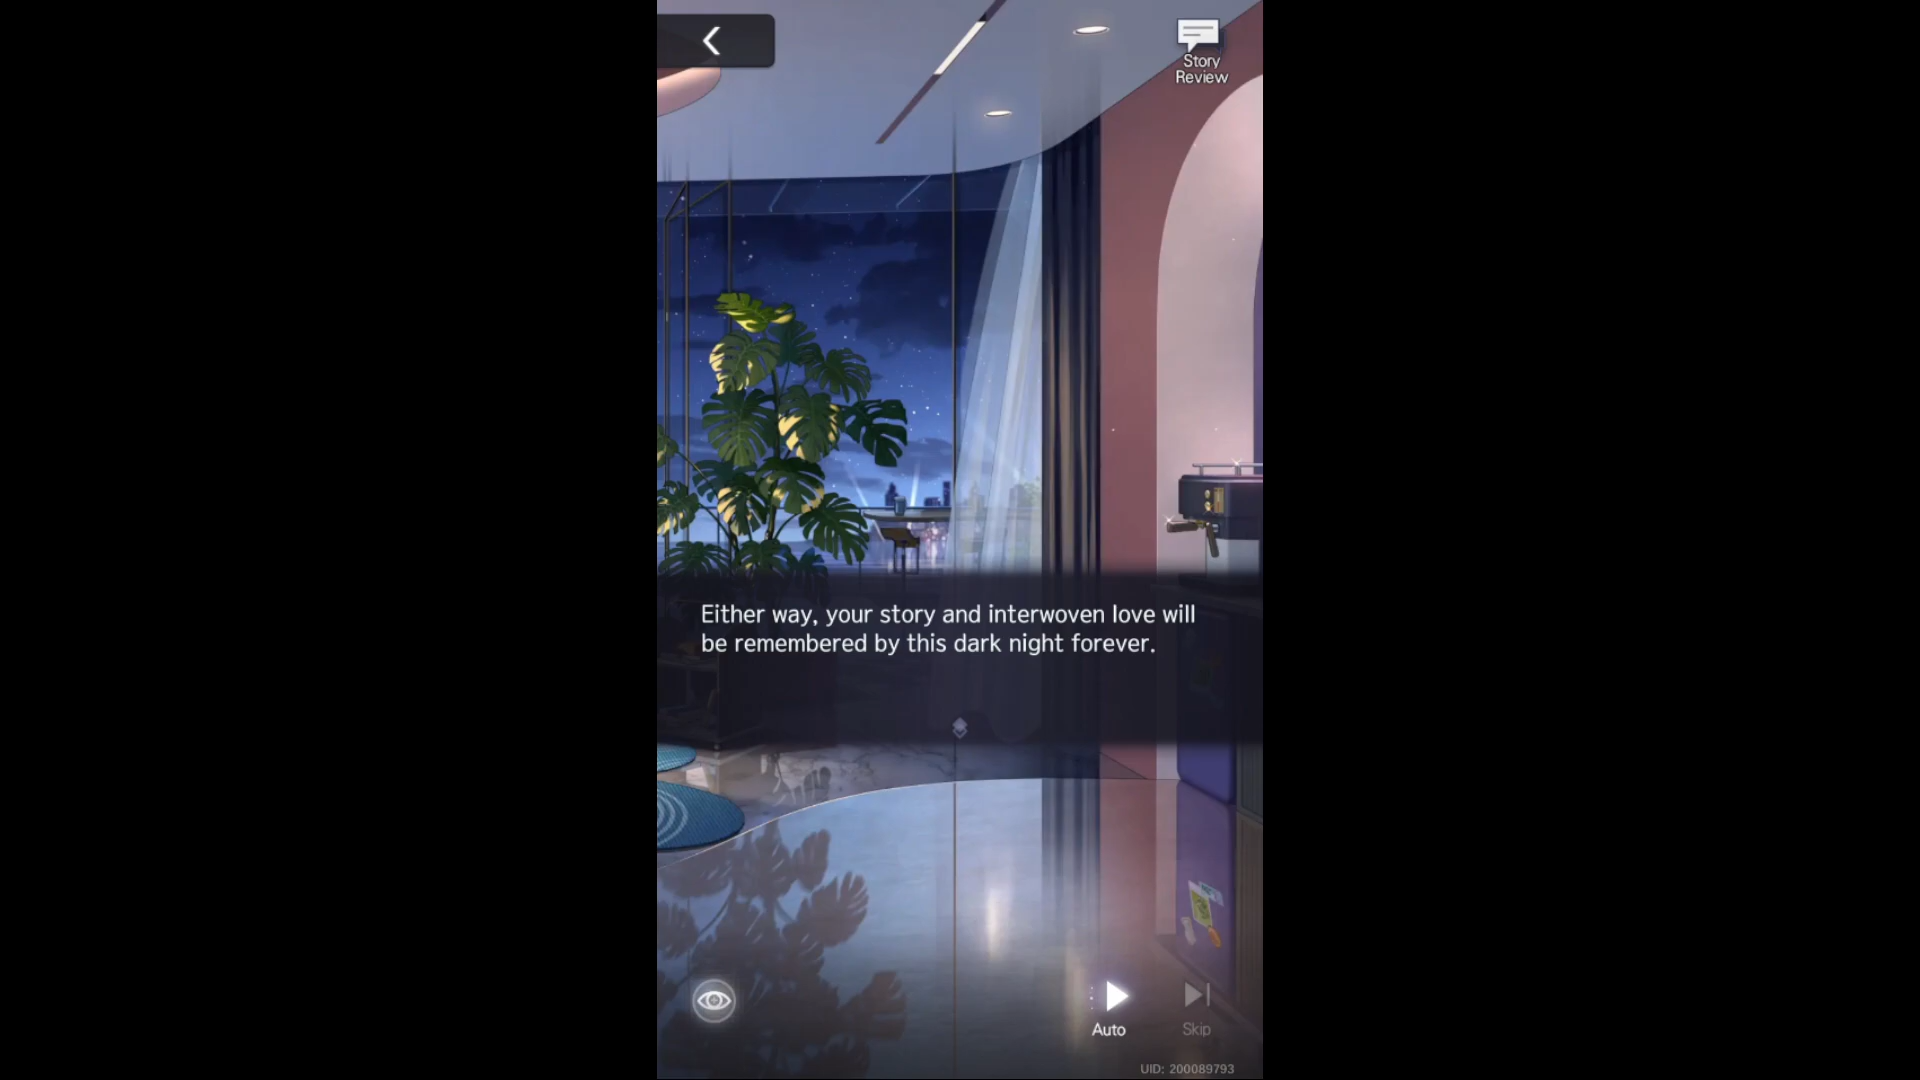 Story
Review
Either way, your story and interwoven love will
be remembered by this dark night forever.
Auto
Skip
UID: 200089793